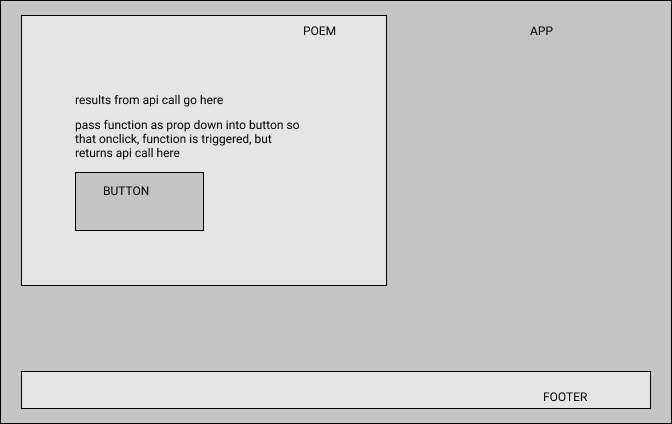 POEM
APP
results from api call go here
pass function as prop down into button so
that onclick, function is triggered, but
returns api call here
BUTTON
FOOTER